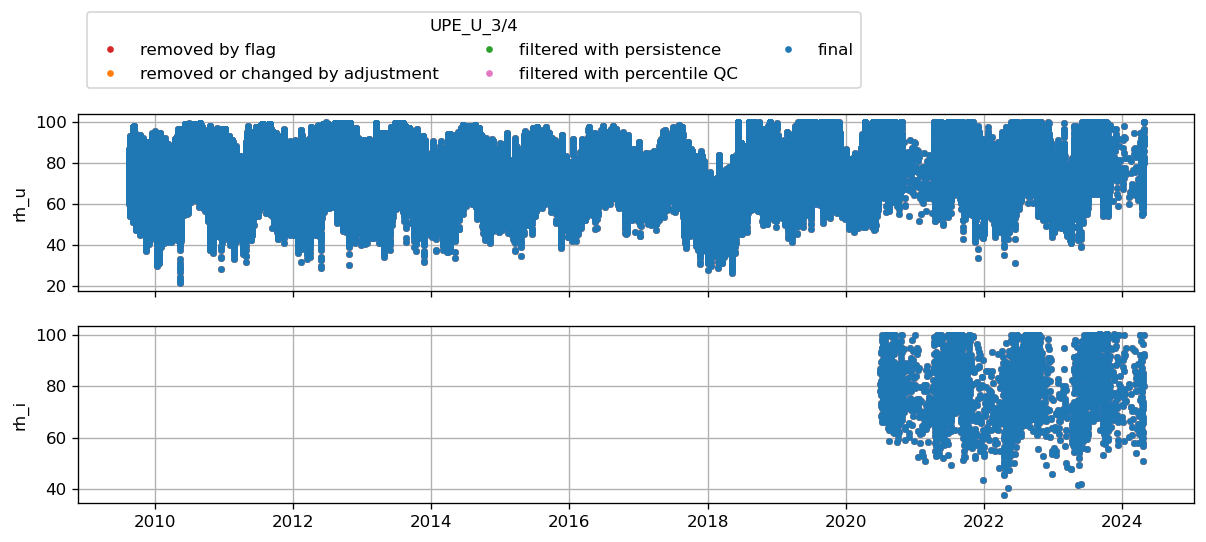 UPE_U_3/4
removed by flag
filtered with persistence
final
removed or changed by adjustment
filtered with percentile QC
100
80
60
40
20
rh_u
100
80
60
40
rh_i
2010 2012 2014 2016 2018 2020 2022 2024